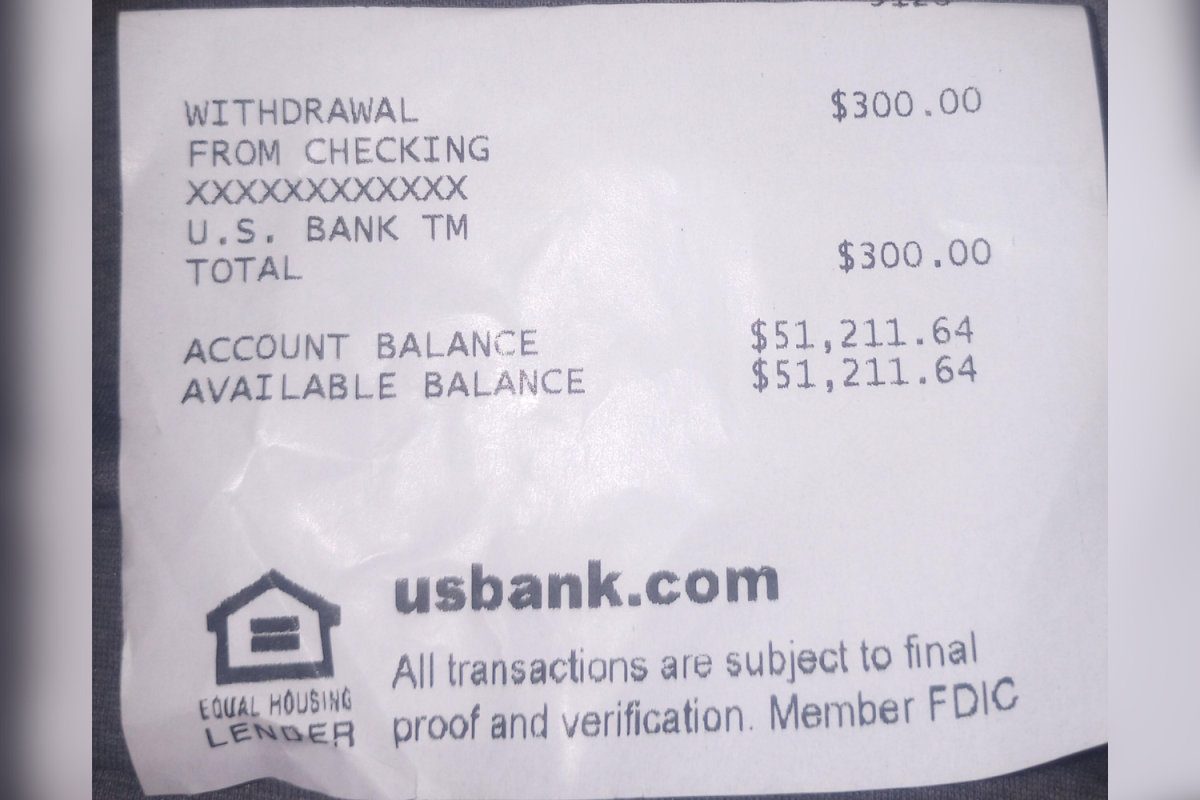 WITHDRAWAL $300.00
FROM CHECKING
XXXXXXXXXXXX
U.S. BANK TM
TOTAL $300.00
ACCOUNT BALANCE $51,211.64
AVAILABLE BALANCE $51,211.64
usbank.com
All transactions are subject to final
proof and verification. Member FDIC
EQUAL HOUSING
LENDER